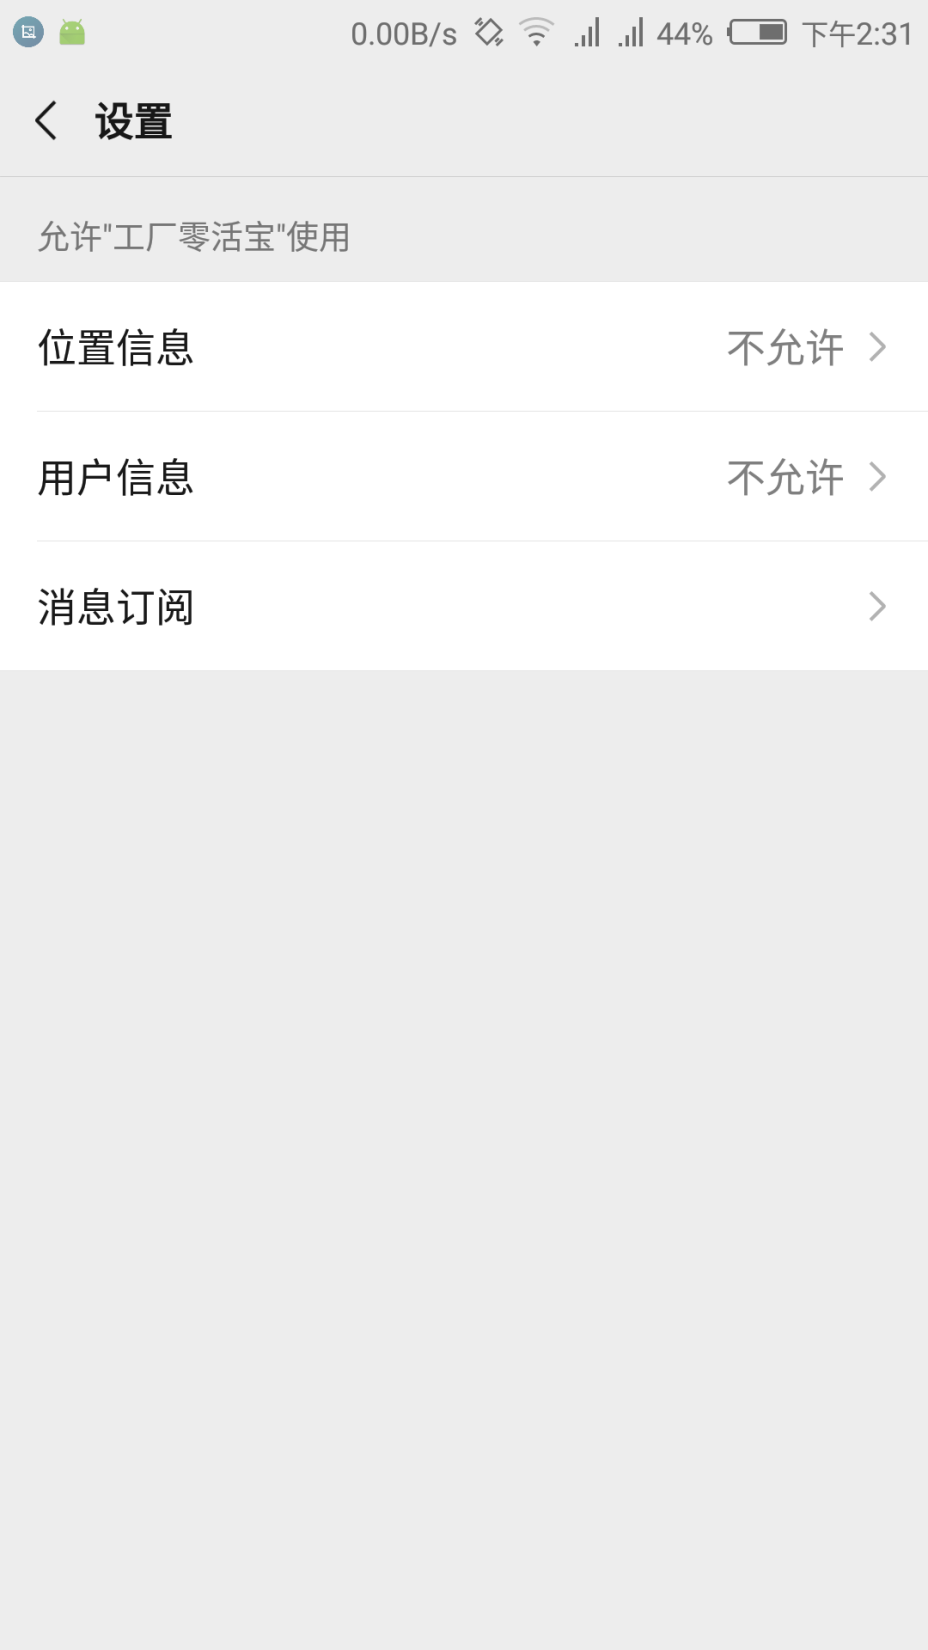 0.00B/s 44% 下午2:31
设置
允许"工厂零活宝"使用
位置信息 不允许
用户信息 不允许
消息订阅